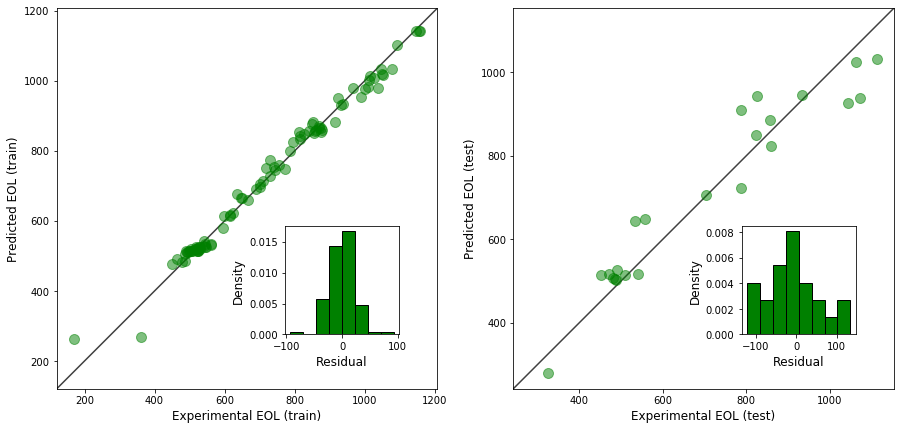 1200
1000
800
600
400
200
Predicted EOL (train)
0.015
0.010
0.005
0.000
Density
−100 0 100
Residual
200 400 600 800 1000 1200
Experimental EOL (train)
1000
800
600
400
Predicted EOL (test)
0.008
0.006
0.004
0.002
0.000
Density
−100 0 100
Residual
400 600 800 1000
Experimental EOL (test)